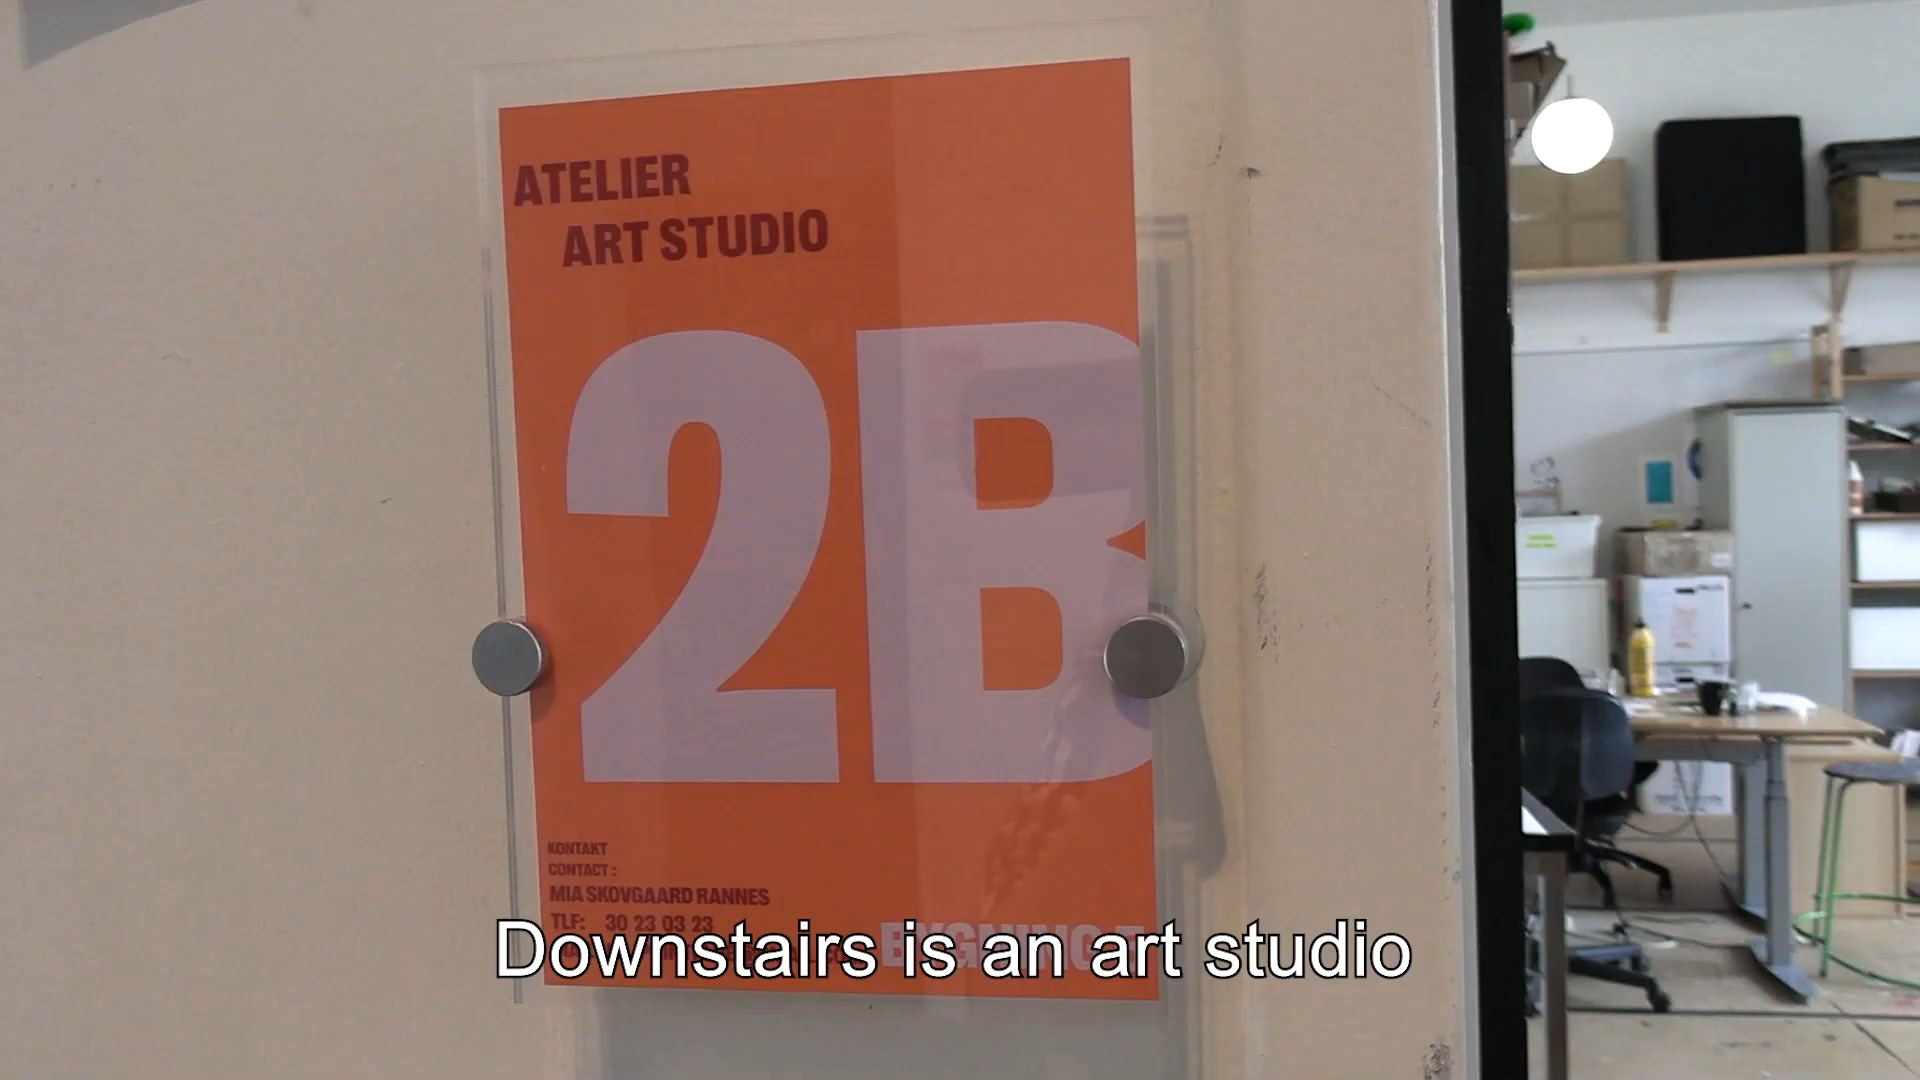 ATELIER
ART STUDIO
2B
KONTAKT
CONTACT :
MIA SKOVGAARD RANNES
TLF: 30 23 03 23
BYGNING
Downstairs is an art studio